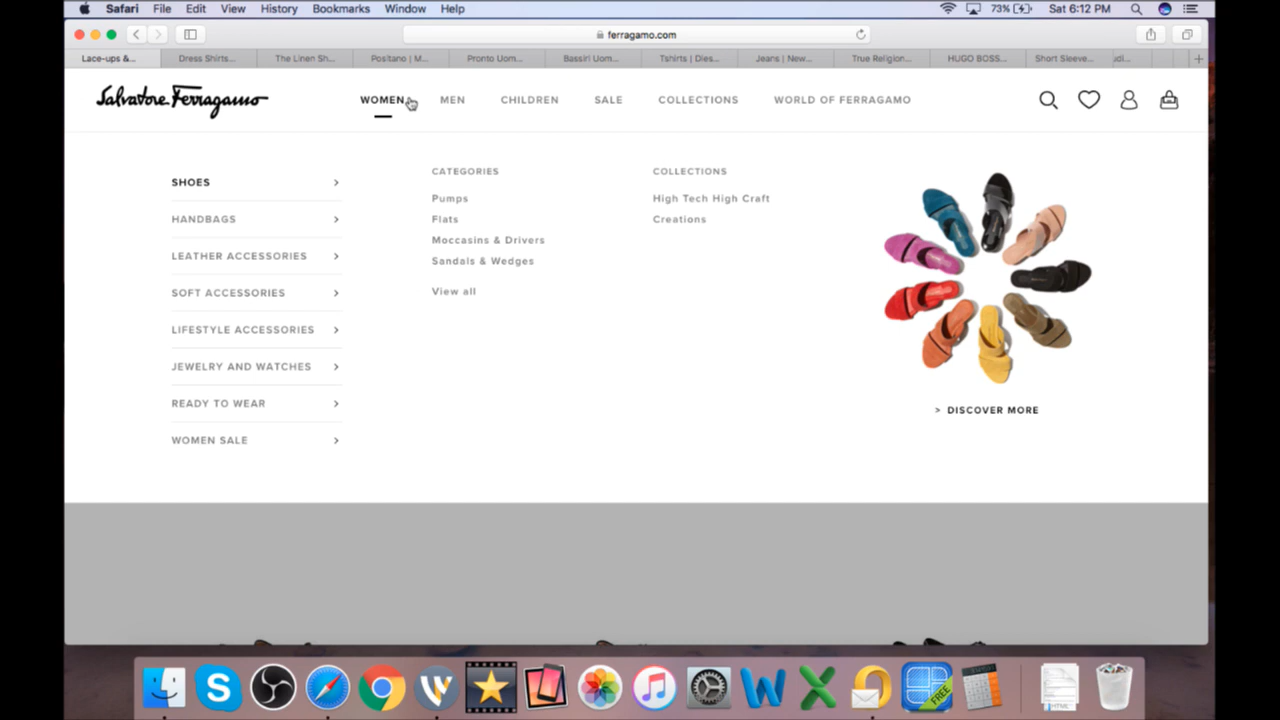 Safari File Edit View History Bookmarks Window Help 73% Sat 6:12 PM
ferragamo.com
Lace-ups &... Dress Shirts... The Linen Sh... Positano | M... Pronto Uom... Bassiri Uom... Tshirts | Dies... Jeans | New... True Religion... HUGO BOSS... Short Sleeve...
Salvatore Ferragamo WOMEN MEN CHILDREN SALE COLLECTIONS WORLD OF FERRAGAMO
SHOES
HANDBAGS
LEATHER ACCESSORIES
SOFT ACCESSORIES
LIFESTYLE ACCESSORIES
JEWELRY AND WATCHES
READY TO WEAR
WOMEN SALE
CATEGORIES
Pumps
Flats
Moccasins & Drivers
Sandals & Wedges
View all
COLLECTIONS
High Tech High Craft
Creations
> DISCOVER MORE
FREE
HTML